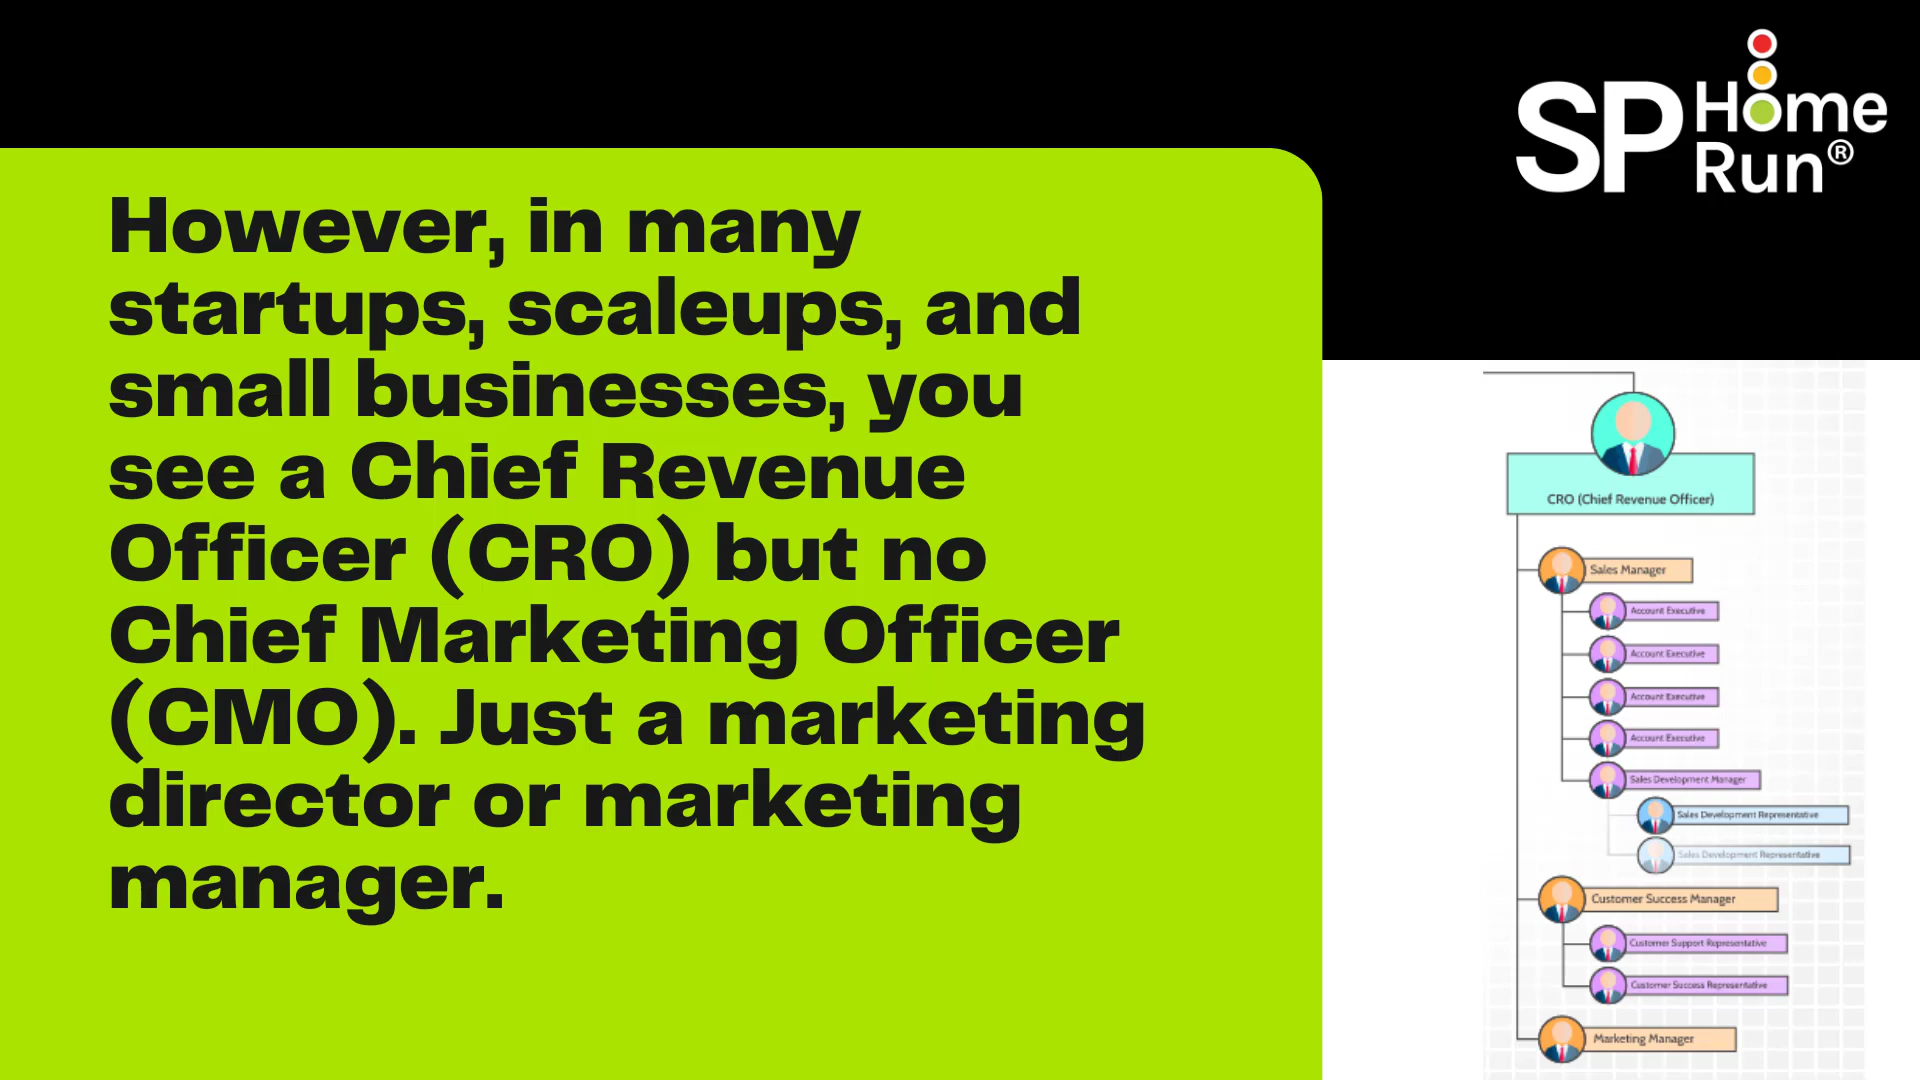 SP Home
Run®
However, in many
startups, scaleups, and
small businesses, you
see a Chief Revenue
Officer (CRO) but no
Chief Marketing Officer
(CMO). Just a marketing
director or marketing
manager.
CRO (Chief Revenue Officer)
Sales Manager
Account Executive
Account Executive
Account Executive
Account Executive
Sales Development Manager
Sales Development Representative
Sales Development Representative
Customer Success Manager
Customer Support Representative
Customer Success Representative
Marketing Manager